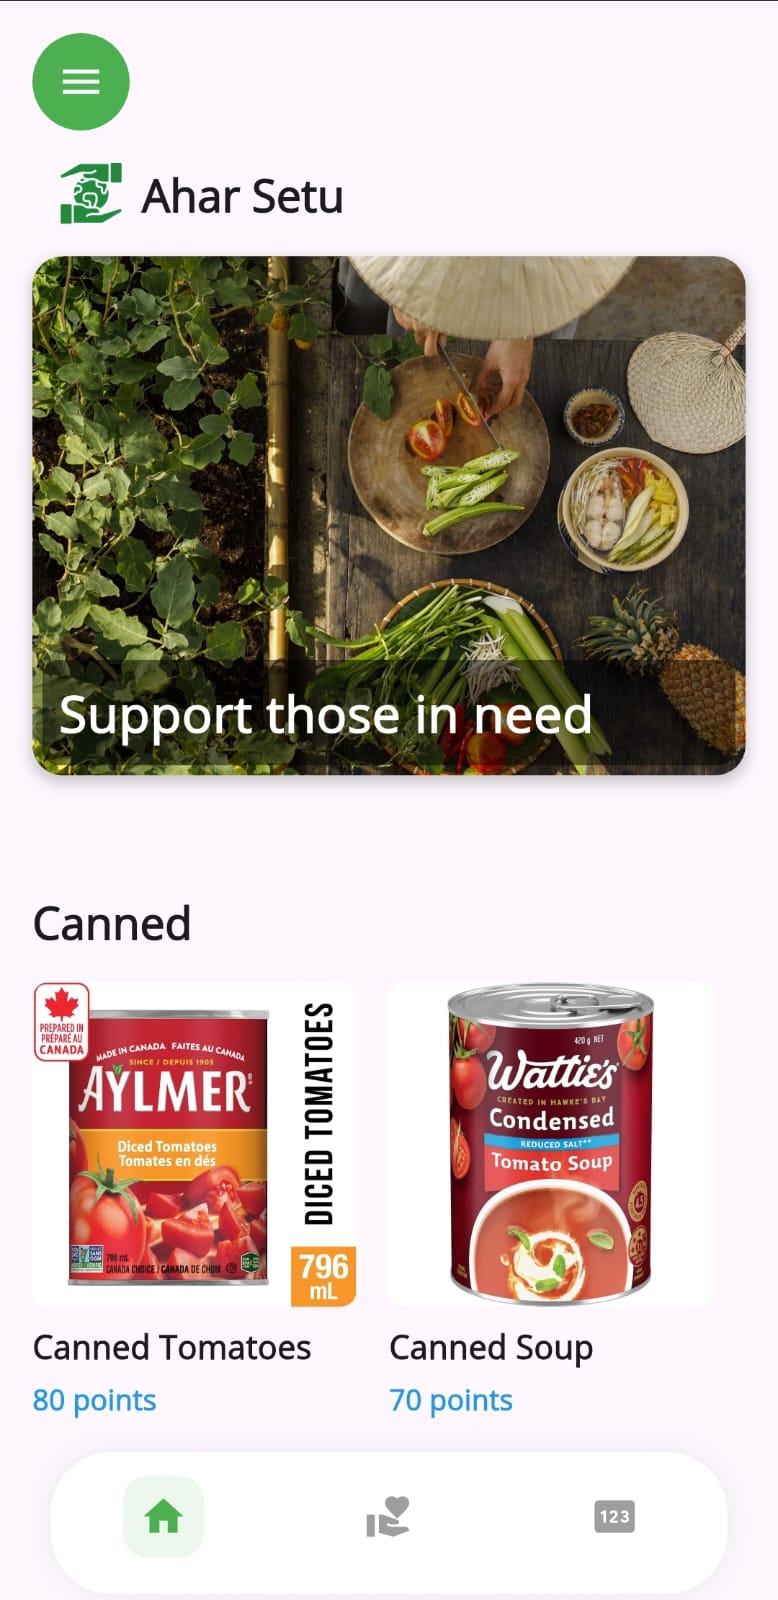 Ahar Setu
Support those in need
Canned
PREPARED IN
PRÉPARÉ AU
CANADA
MADE IN CANADA FAITES AU CANADA
SINCE / DEPUIS 1903
AYLMER
Diced Tomatoes
Tomates en dés
796 mL
CANADA CHOICE / CANADA DE CHOIX
DICED TOMATOES
796
mL
420 g NET
Wattie's
CREATED IN HAWKE'S BAY
Condensed
REDUCED SALT**
Tomato Soup
Canned Tomatoes
80 points
Canned Soup
70 points
123